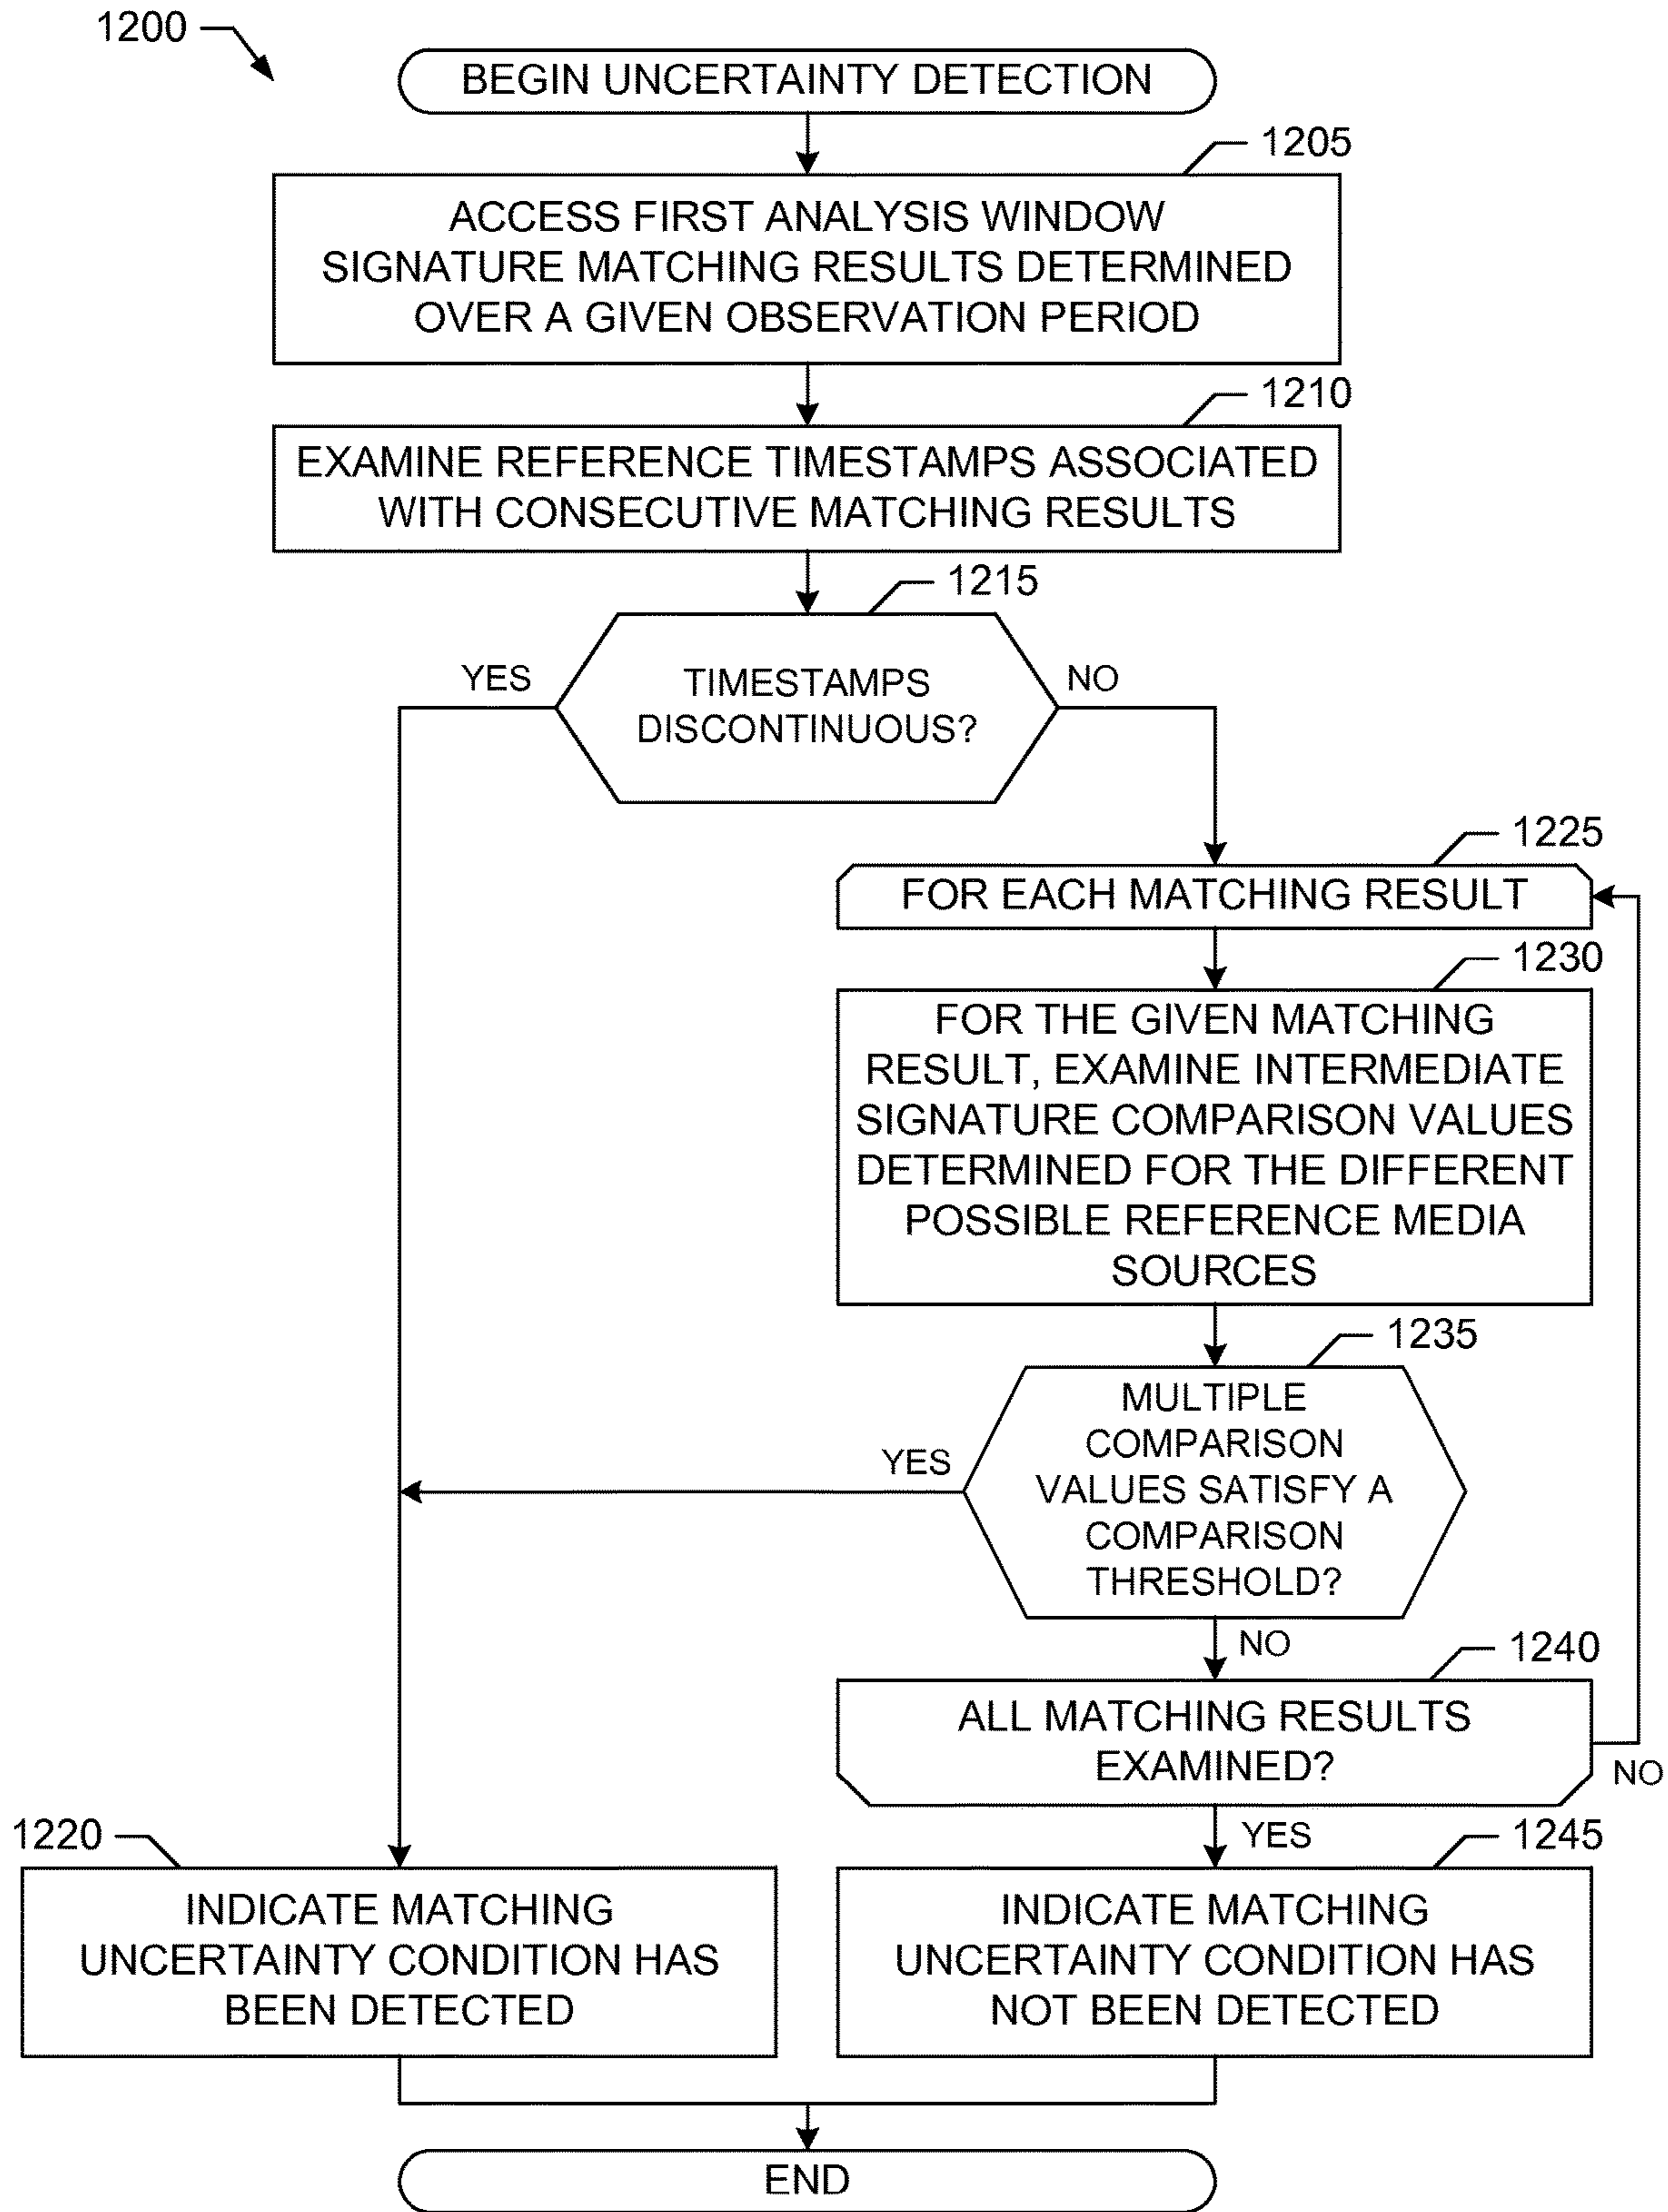 1200
BEGIN UNCERTAINTY DETECTION
1205
ACCESS FIRST ANALYSIS WINDOW
SIGNATURE MATCHING RESULTS DETERMINED
OVER A GIVEN OBSERVATION PERIOD
1210
EXAMINE REFERENCE TIMESTAMPS ASSOCIATED
WITH CONSECUTIVE MATCHING RESULTS
1215
YES
TIMESTAMPS
DISCONTINUOUS?
NO
1225
FOR EACH MATCHING RESULT
1230
FOR THE GIVEN MATCHING
RESULT, EXAMINE INTERMEDIATE
SIGNATURE COMPARISON VALUES
DETERMINED FOR THE DIFFERENT
POSSIBLE REFERENCE MEDIA
SOURCES
1235
MULTIPLE
COMPARISON
VALUES SATISFY A
COMPARISON
THRESHOLD?
YES
NO
1240
ALL MATCHING RESULTS
EXAMINED?
NO
YES
1220
INDICATE MATCHING
UNCERTAINTY CONDITION HAS
BEEN DETECTED
1245
INDICATE MATCHING
UNCERTAINTY CONDITION HAS
NOT BEEN DETECTED
END